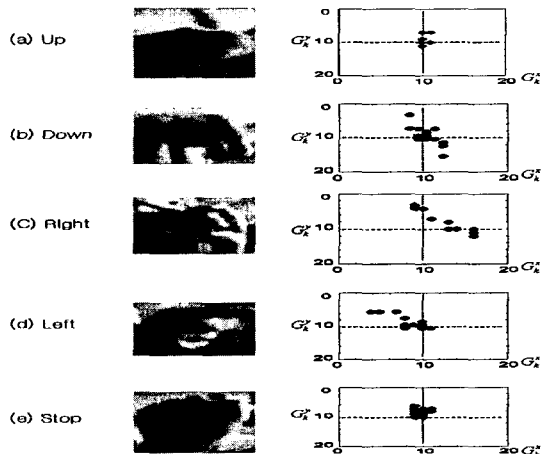 (a) Up
0
G_k^y 10
20
0 10 20 G_k^x
(b) Down
0
G_k^y 10
20
0 10 20 G_k^x
(C) Right
0
G_k^y 10
20
0 10 20 G_k^x
(d) Left
0
G_k^y 10
20
0 10 20 G_k^x
(e) Stop
0
G_k^y 10
20
0 10 20 G_k^x